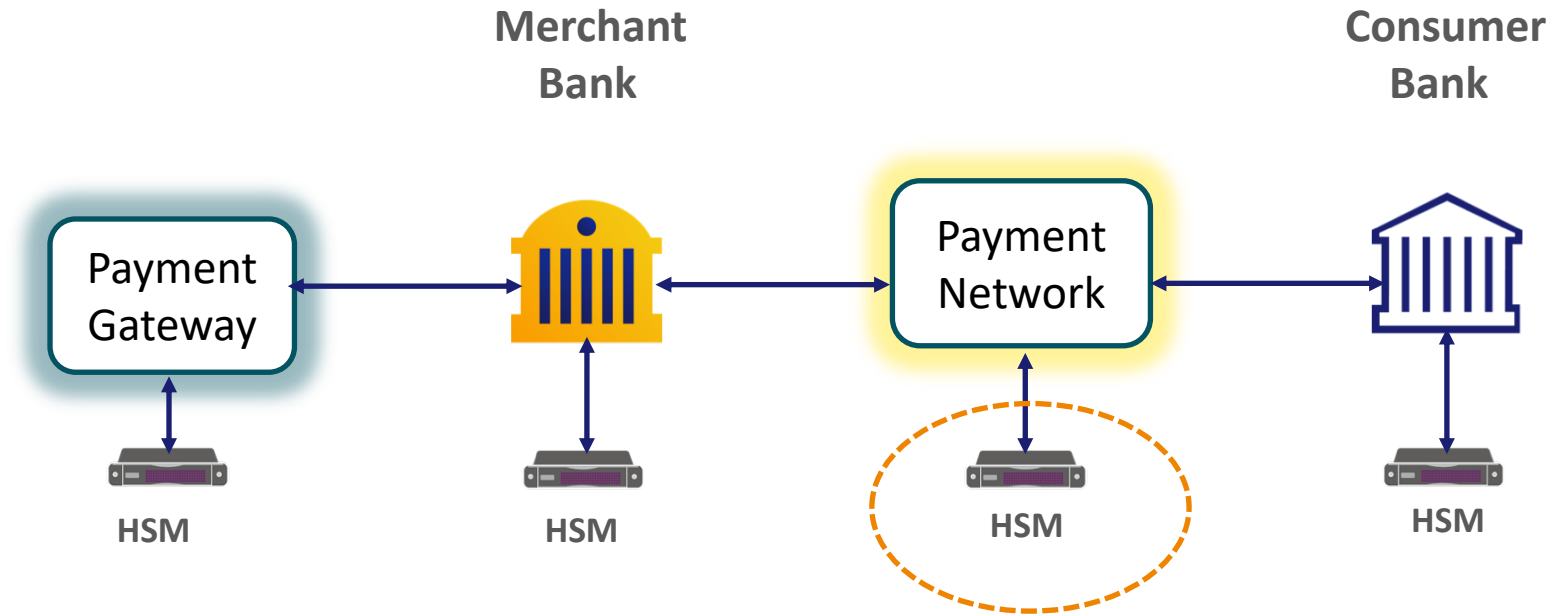 Merchant
Bank
Consumer
Bank
Payment
Gateway
Payment
Network
HSM
HSM
HSM
HSM